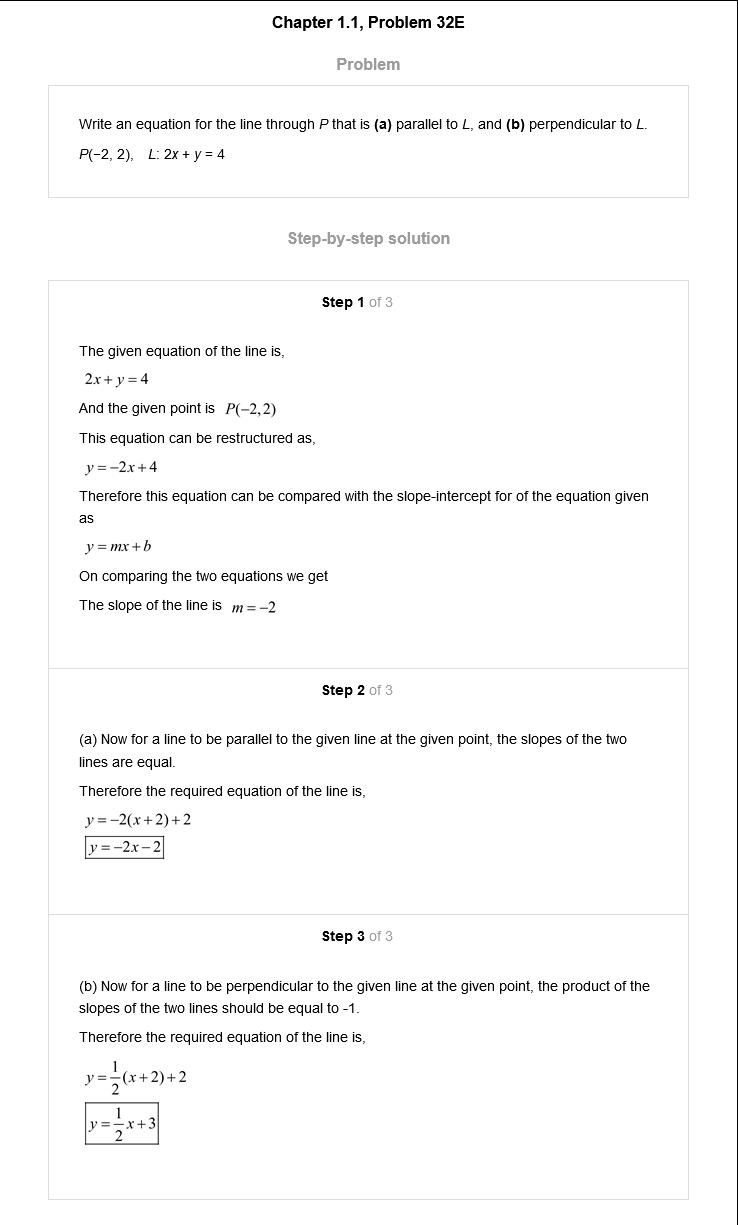 Chapter 1.1, Problem 32E
Problem
Write an equation for the line through P that is (a) parallel to L, and (b) perpendicular to L.
P(−2, 2), L: 2x + y = 4
Step-by-step solution
Step 1 of 3
The given equation of the line is,
2x + y = 4
And the given point is P(−2,2)
This equation can be restructured as,
y = −2x + 4
Therefore this equation can be compared with the slope-intercept for of the equation given
as
y = mx + b
On comparing the two equations we get
The slope of the line is m = −2
Step 2 of 3
(a) Now for a line to be parallel to the given line at the given point, the slopes of the two
lines are equal.
Therefore the required equation of the line is,
y = −2(x + 2) + 2
y = −2x − 2
Step 3 of 3
(b) Now for a line to be perpendicular to the given line at the given point, the product of the
slopes of the two lines should be equal to -1.
Therefore the required equation of the line is,
y = 1/2 (x + 2) + 2
y = 1/2 x + 3